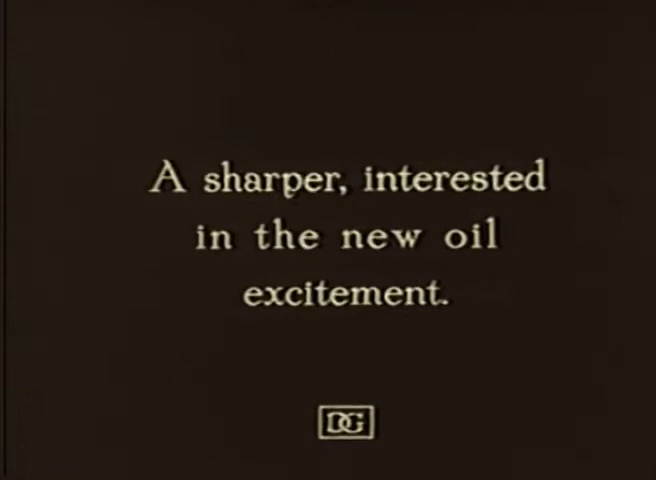 A sharper, interested
in the new oil
excitement.
DG